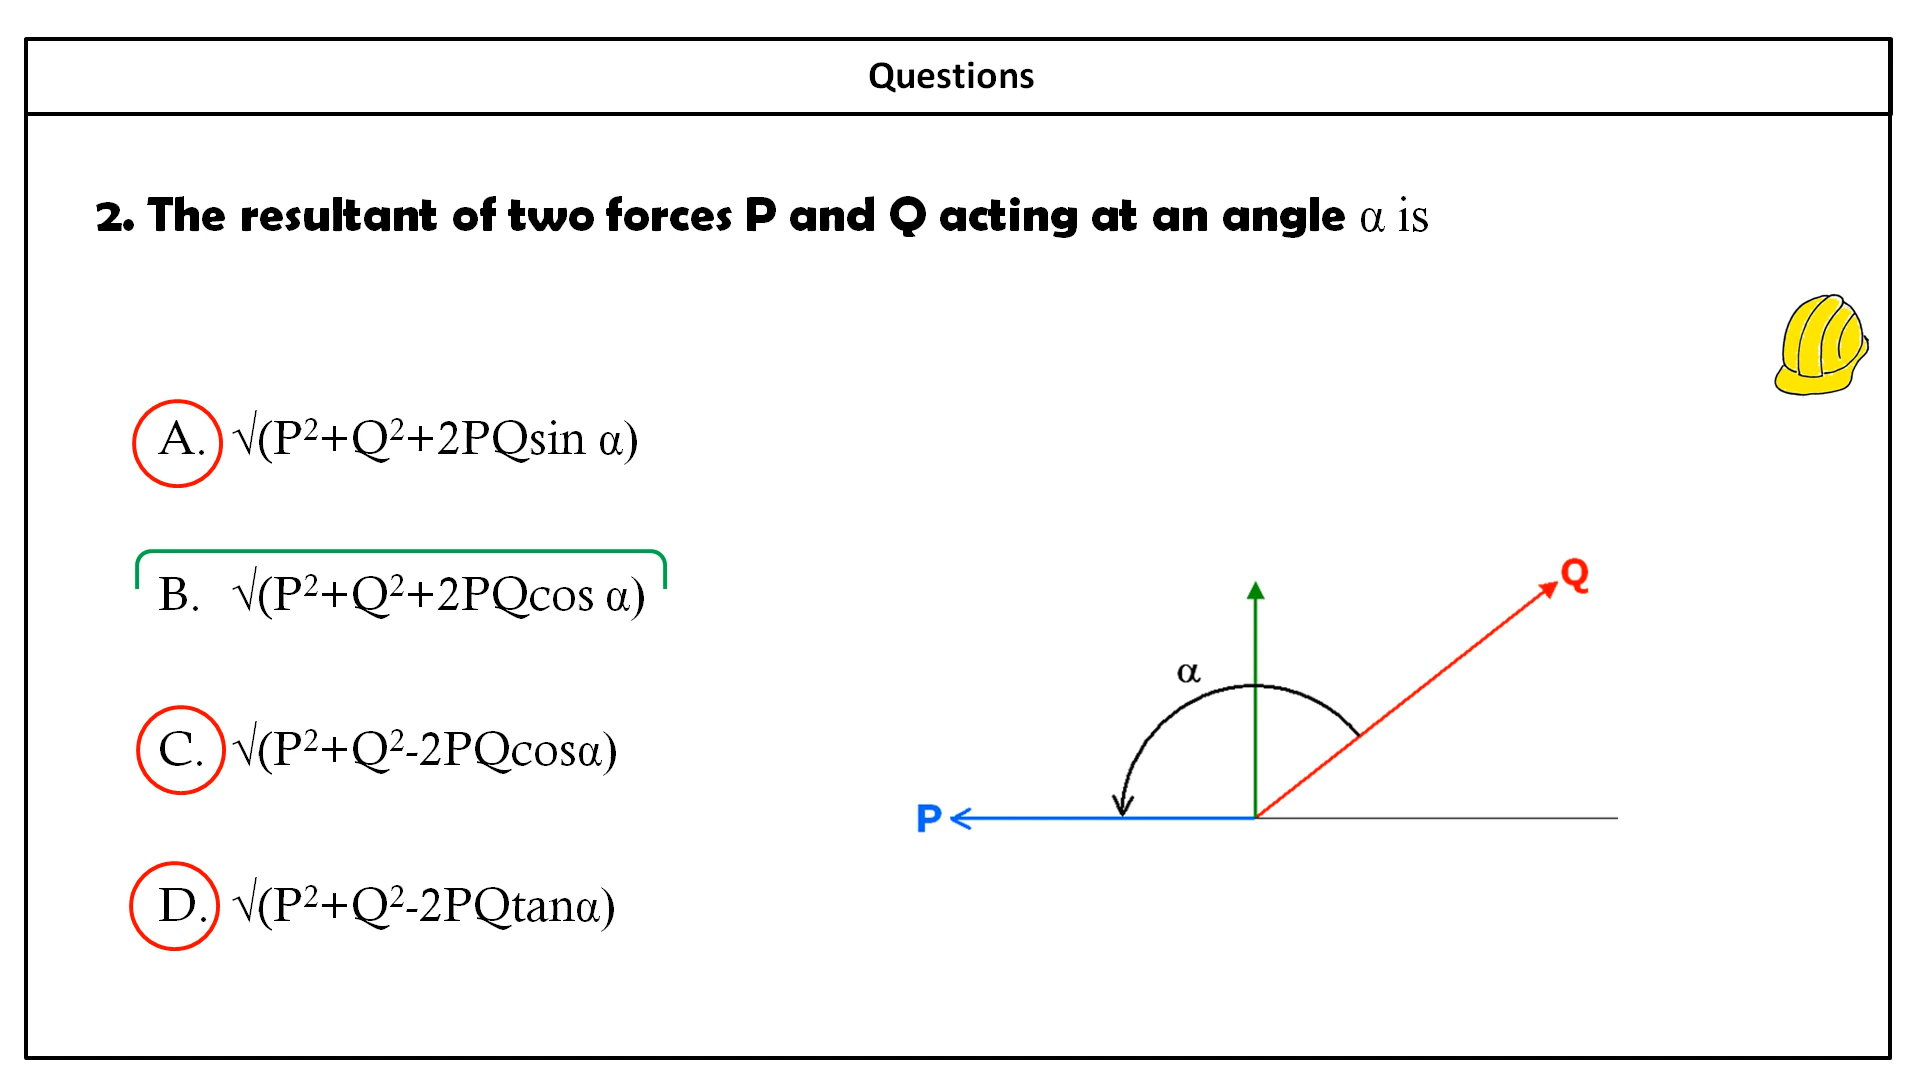 Questions
2. The resultant of two forces P and Q acting at an angle α is
A. √(P²+Q²+2PQsin α)
B. √(P²+Q²+2PQcos α)
C. √(P²+Q²-2PQcosα)
D. √(P²+Q²-2PQtanα)
Q
α
P